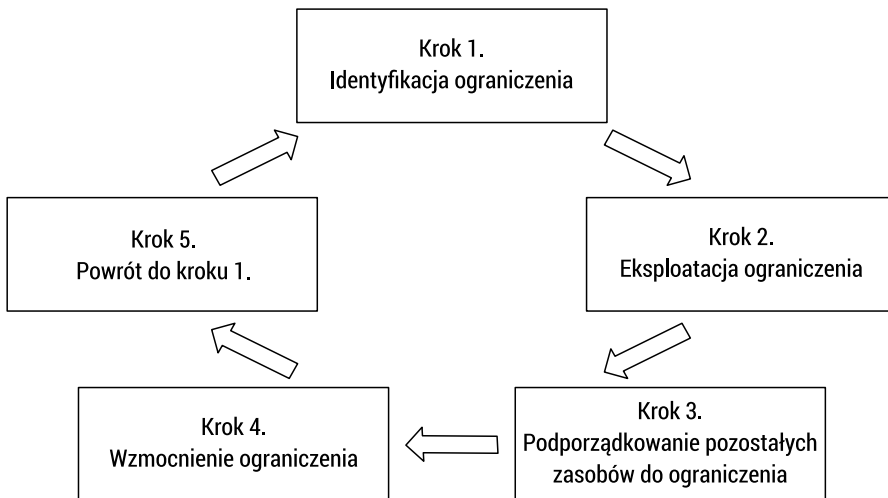 Krok 1.
Identyfikacja ograniczenia
Krok 2.
Eksploatacja ograniczenia
Krok 3.
Podporządkowanie pozostałych
zasobów do ograniczenia
Krok 4.
Wzmocnienie ograniczenia
Krok 5.
Powrót do kroku 1.